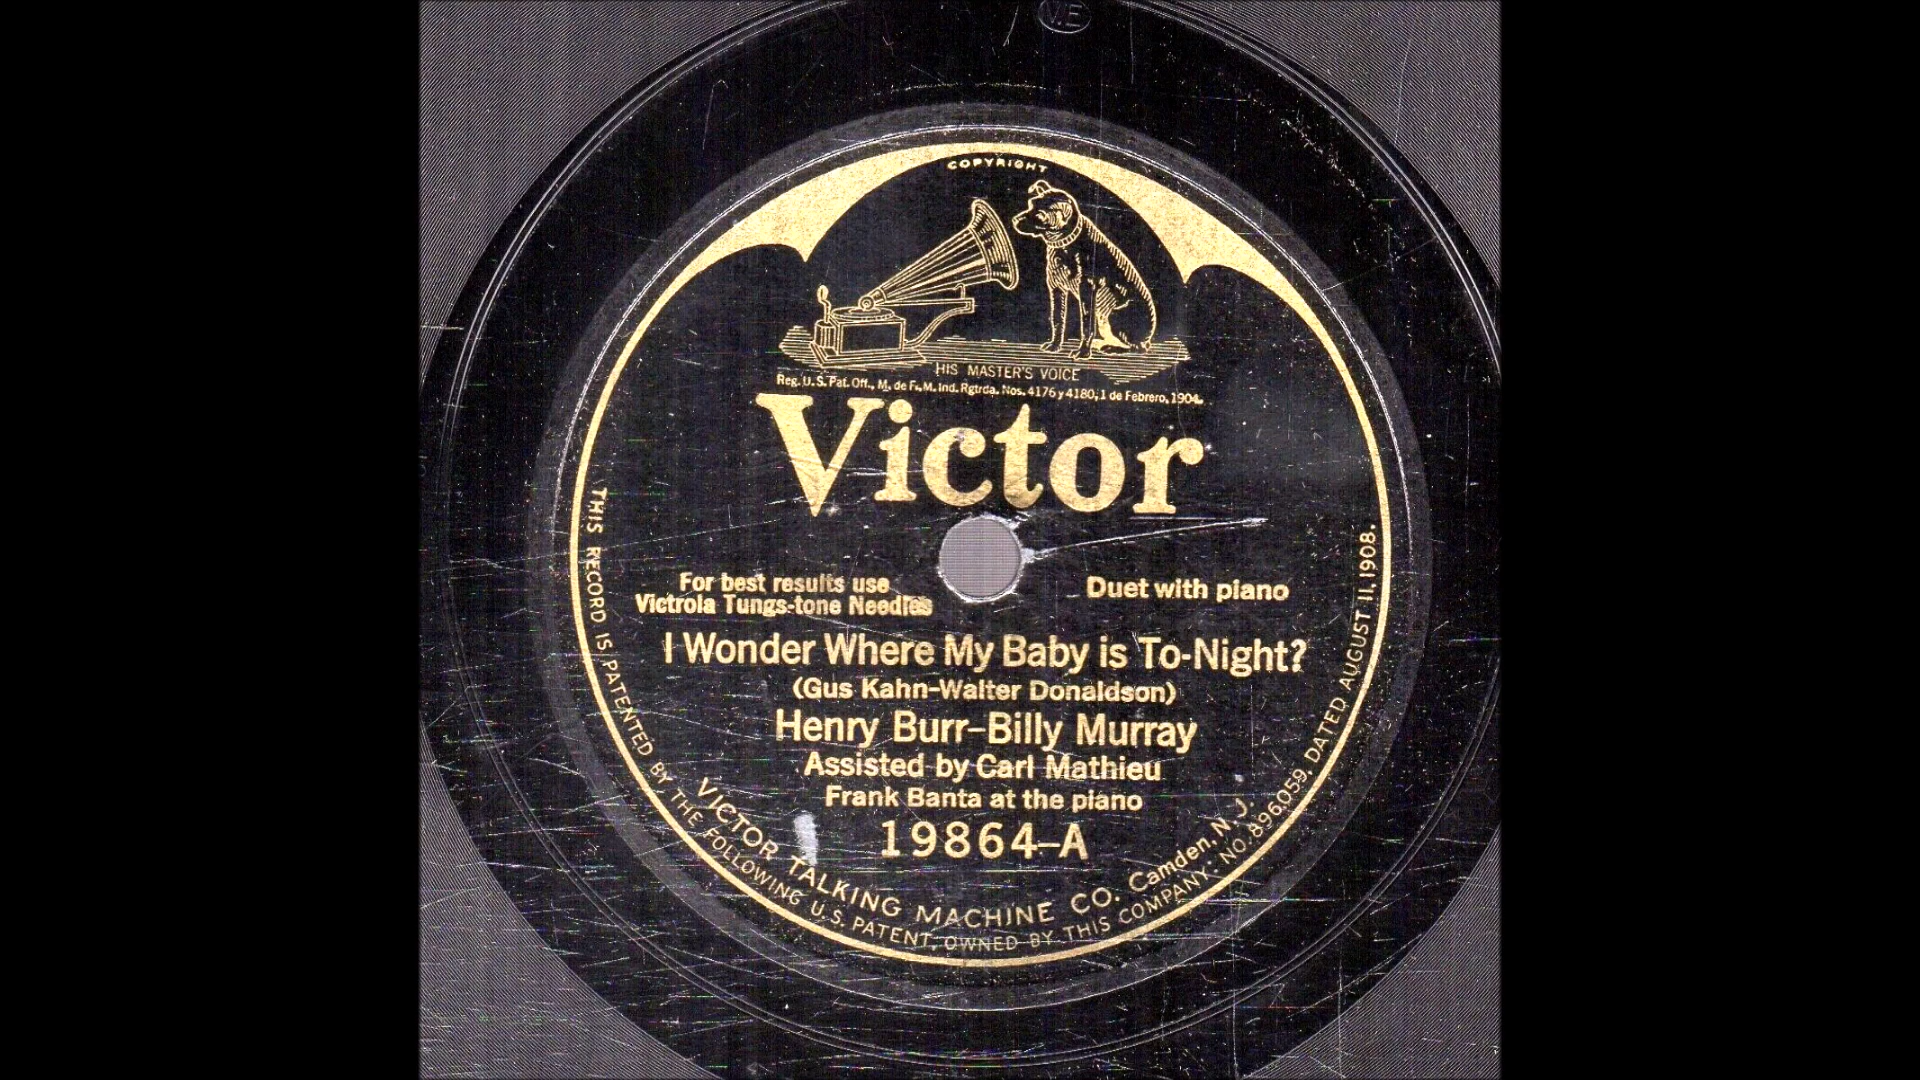 V.E
COPYRIGHT
HIS MASTER'S VOICE
Reg. U.S. Pat. Off., M. de F., M. Ind. Rgtrda. Nos. 4176 y 4180, 1 de Febrero, 1904.
Victor
For best results use
Victrola Tungs-tone Needles
Duet with piano
I Wonder Where My Baby is To-Night?
(Gus Kahn-Walter Donaldson)
Henry Burr-Billy Murray
Assisted by Carl Mathieu
Frank Banta at the piano
19864-A
VICTOR TALKING MACHINE CO. Camden, N. J.
THIS RECORD IS PATENTED BY THE FOLLOWING U.S. PATENT, OWNED BY THIS COMPANY: NO. 896,059, DATED AUGUST 11, 1908.